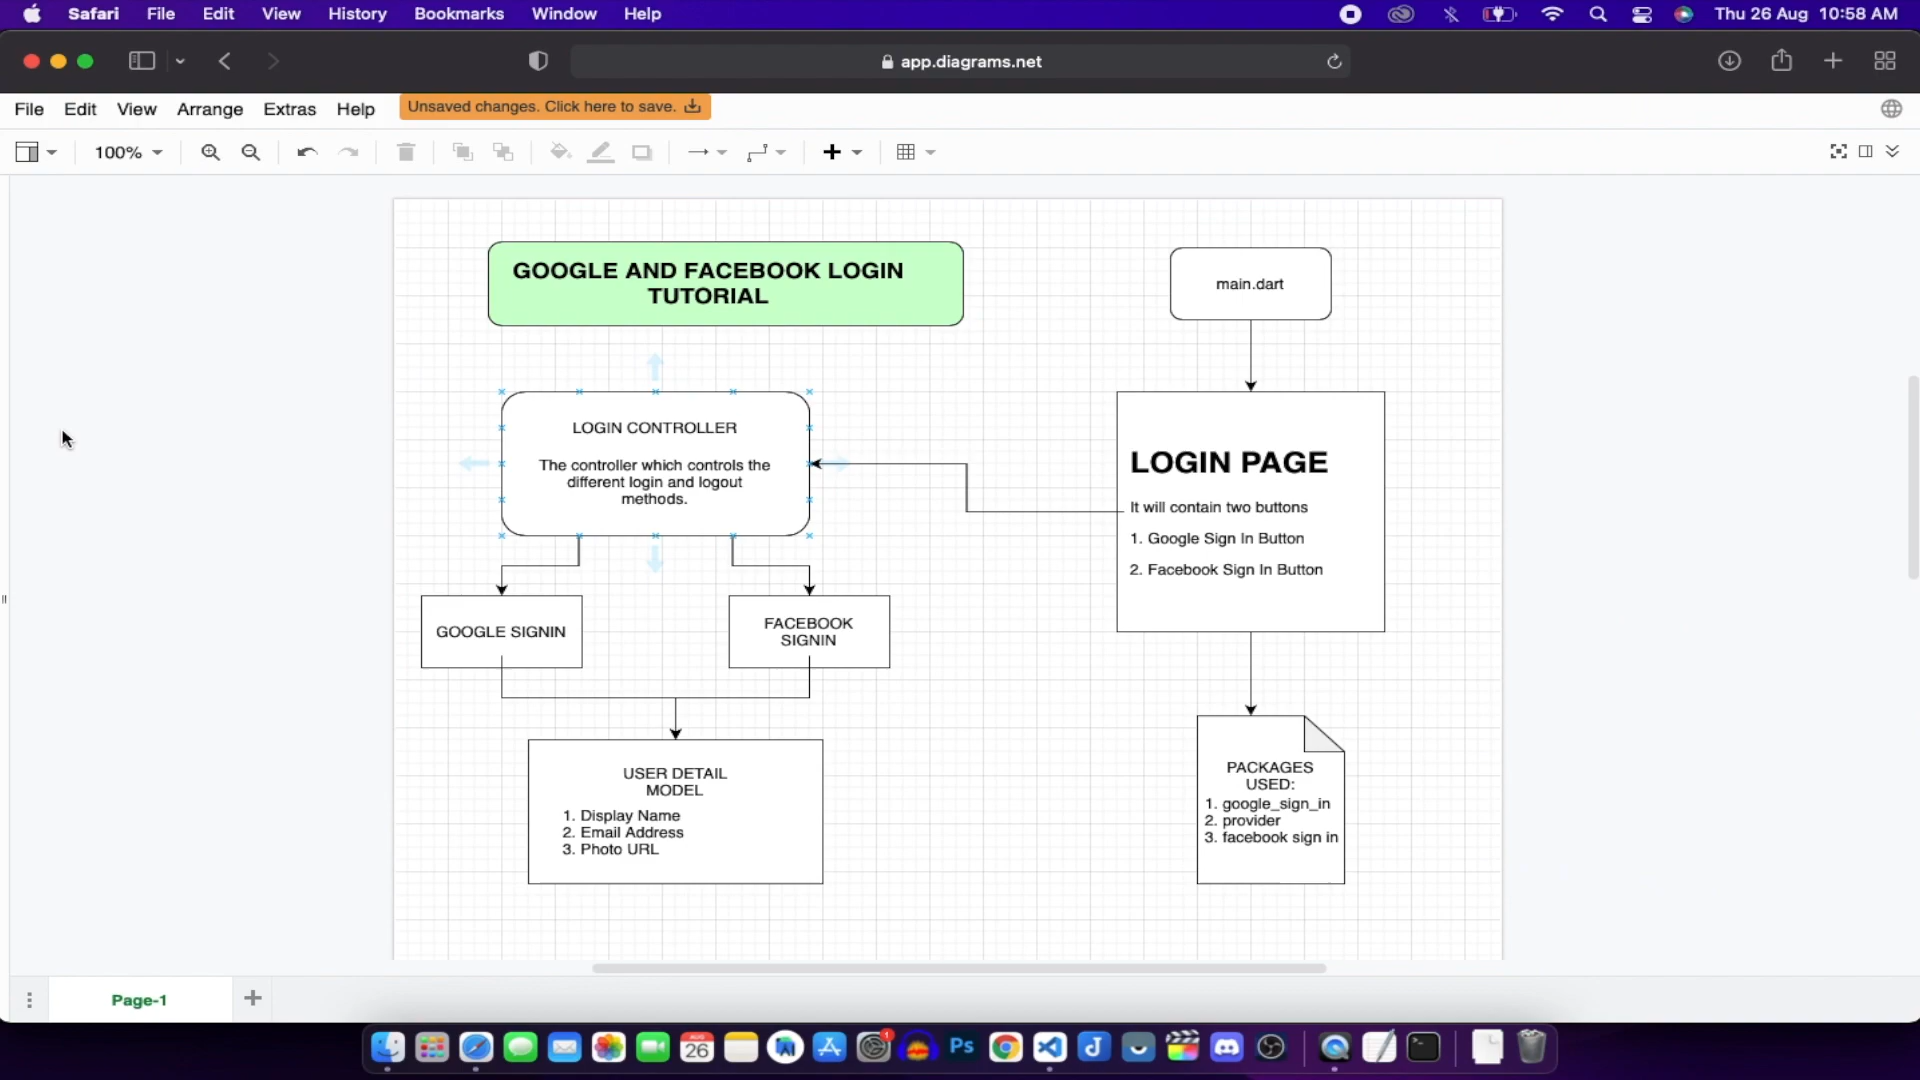 Safari File Edit View History Bookmarks Window Help Thu 26 Aug 10:58 AM
app.diagrams.net
File Edit View Arrange Extras Help Unsaved changes. Click here to save.
100%
GOOGLE AND FACEBOOK LOGIN
TUTORIAL
main.dart
LOGIN CONTROLLER
The controller which controls the
different login and logout
methods.
LOGIN PAGE
It will contain two buttons
1. Google Sign In Button
2. Facebook Sign In Button
GOOGLE SIGNIN
FACEBOOK
SIGNIN
USER DETAIL
MODEL
1. Display Name
2. Email Address
3. Photo URL
PACKAGES
USED:
1. google_sign_in
2. provider
3. facebook sign in
Page-1
AUG
26
1
Ps